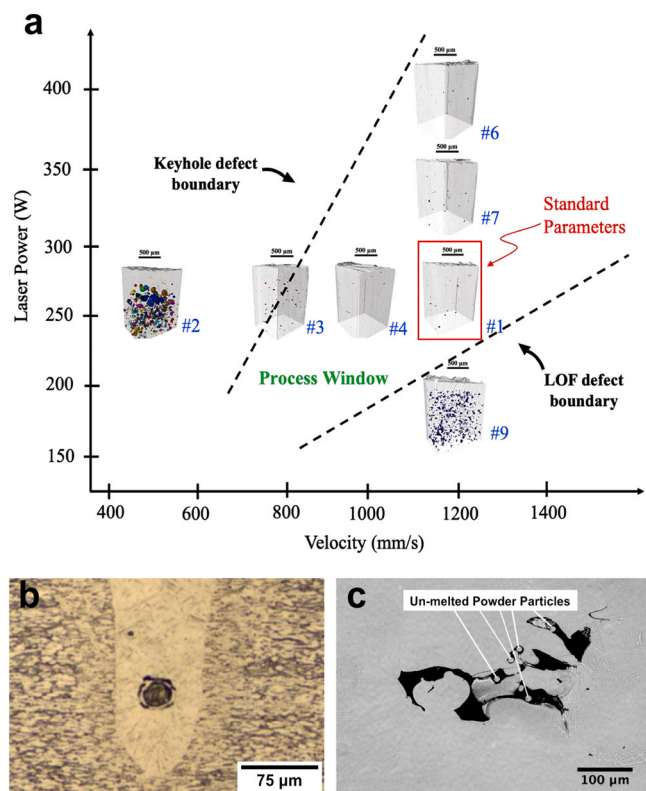 a
500 µm
400
#6
Keyhole defect
boundary
500 µm
350
#7
Standard
Parameters
Laser Power (W)
300
500 µm
500 µm
500 µm
500 µm
250
#2
#3
#4
#1
Process Window
LOF defect
boundary
200
500 µm
#9
150
400
600
800
1000
1200
1400
Velocity (mm/s)
b
75 µm
c
Un-melted Powder Particles
100 µm